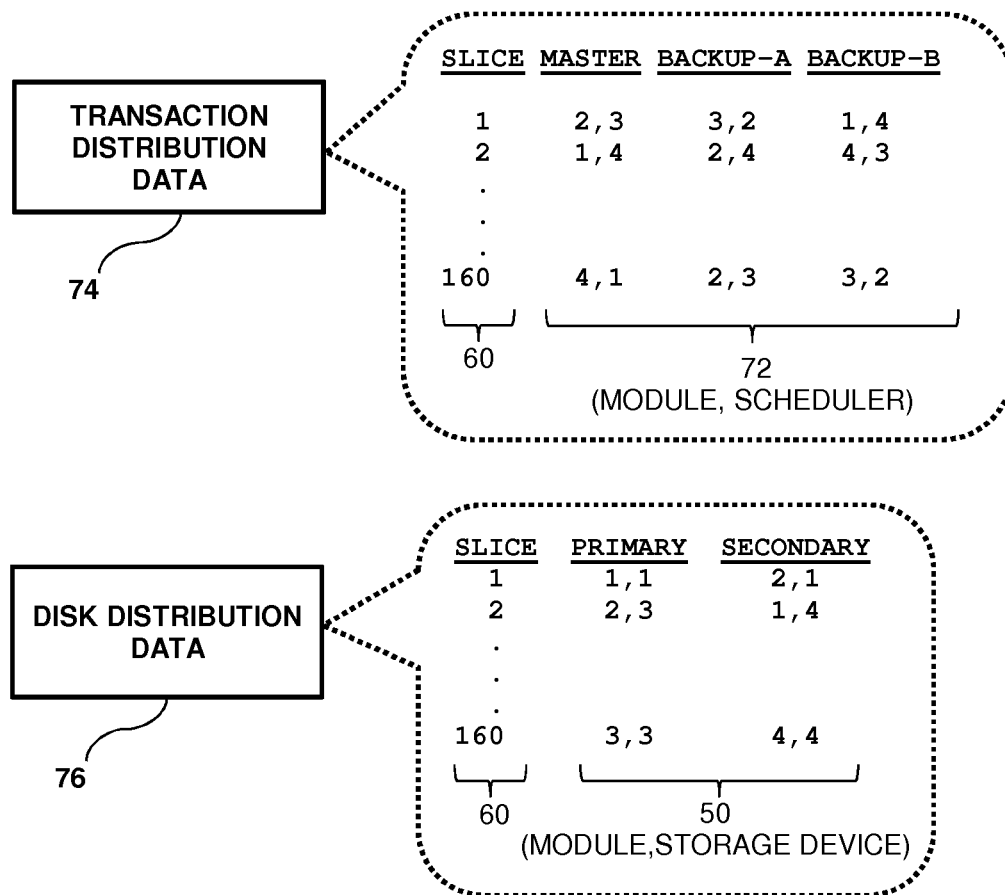 TRANSACTION
DISTRIBUTION
DATA
74
SLICE MASTER BACKUP-A BACKUP-B
1 2,3 3,2 1,4
2 1,4 2,4 4,3
.
.
.
160 4,1 2,3 3,2
60
72
(MODULE, SCHEDULER)
DISK DISTRIBUTION
DATA
76
SLICE PRIMARY SECONDARY
1 1,1 2,1
2 2,3 1,4
.
.
.
160 3,3 4,4
60
50
(MODULE,STORAGE DEVICE)